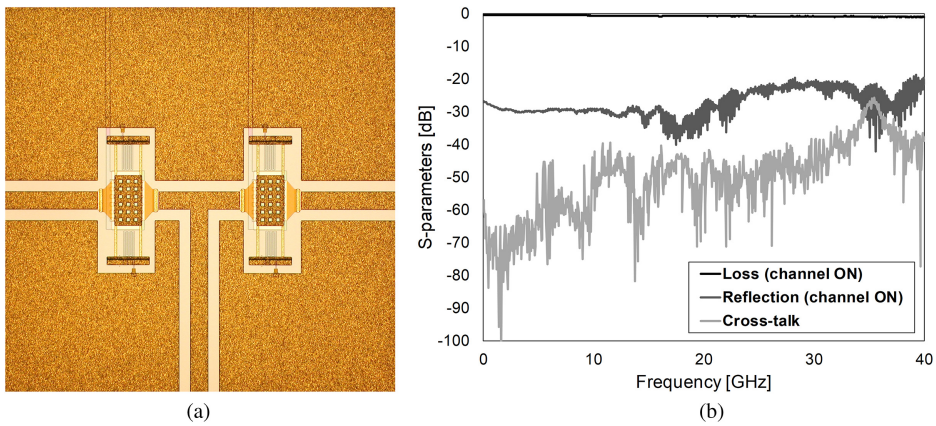 0
-10
-20
-30
-40
-50
-60
-70
-80
-90
-100
S-parameters [dB]
Loss (channel ON)
Reflection (channel ON)
Cross-talk
0 10 20 30 40
Frequency [GHz]
(a) (b)